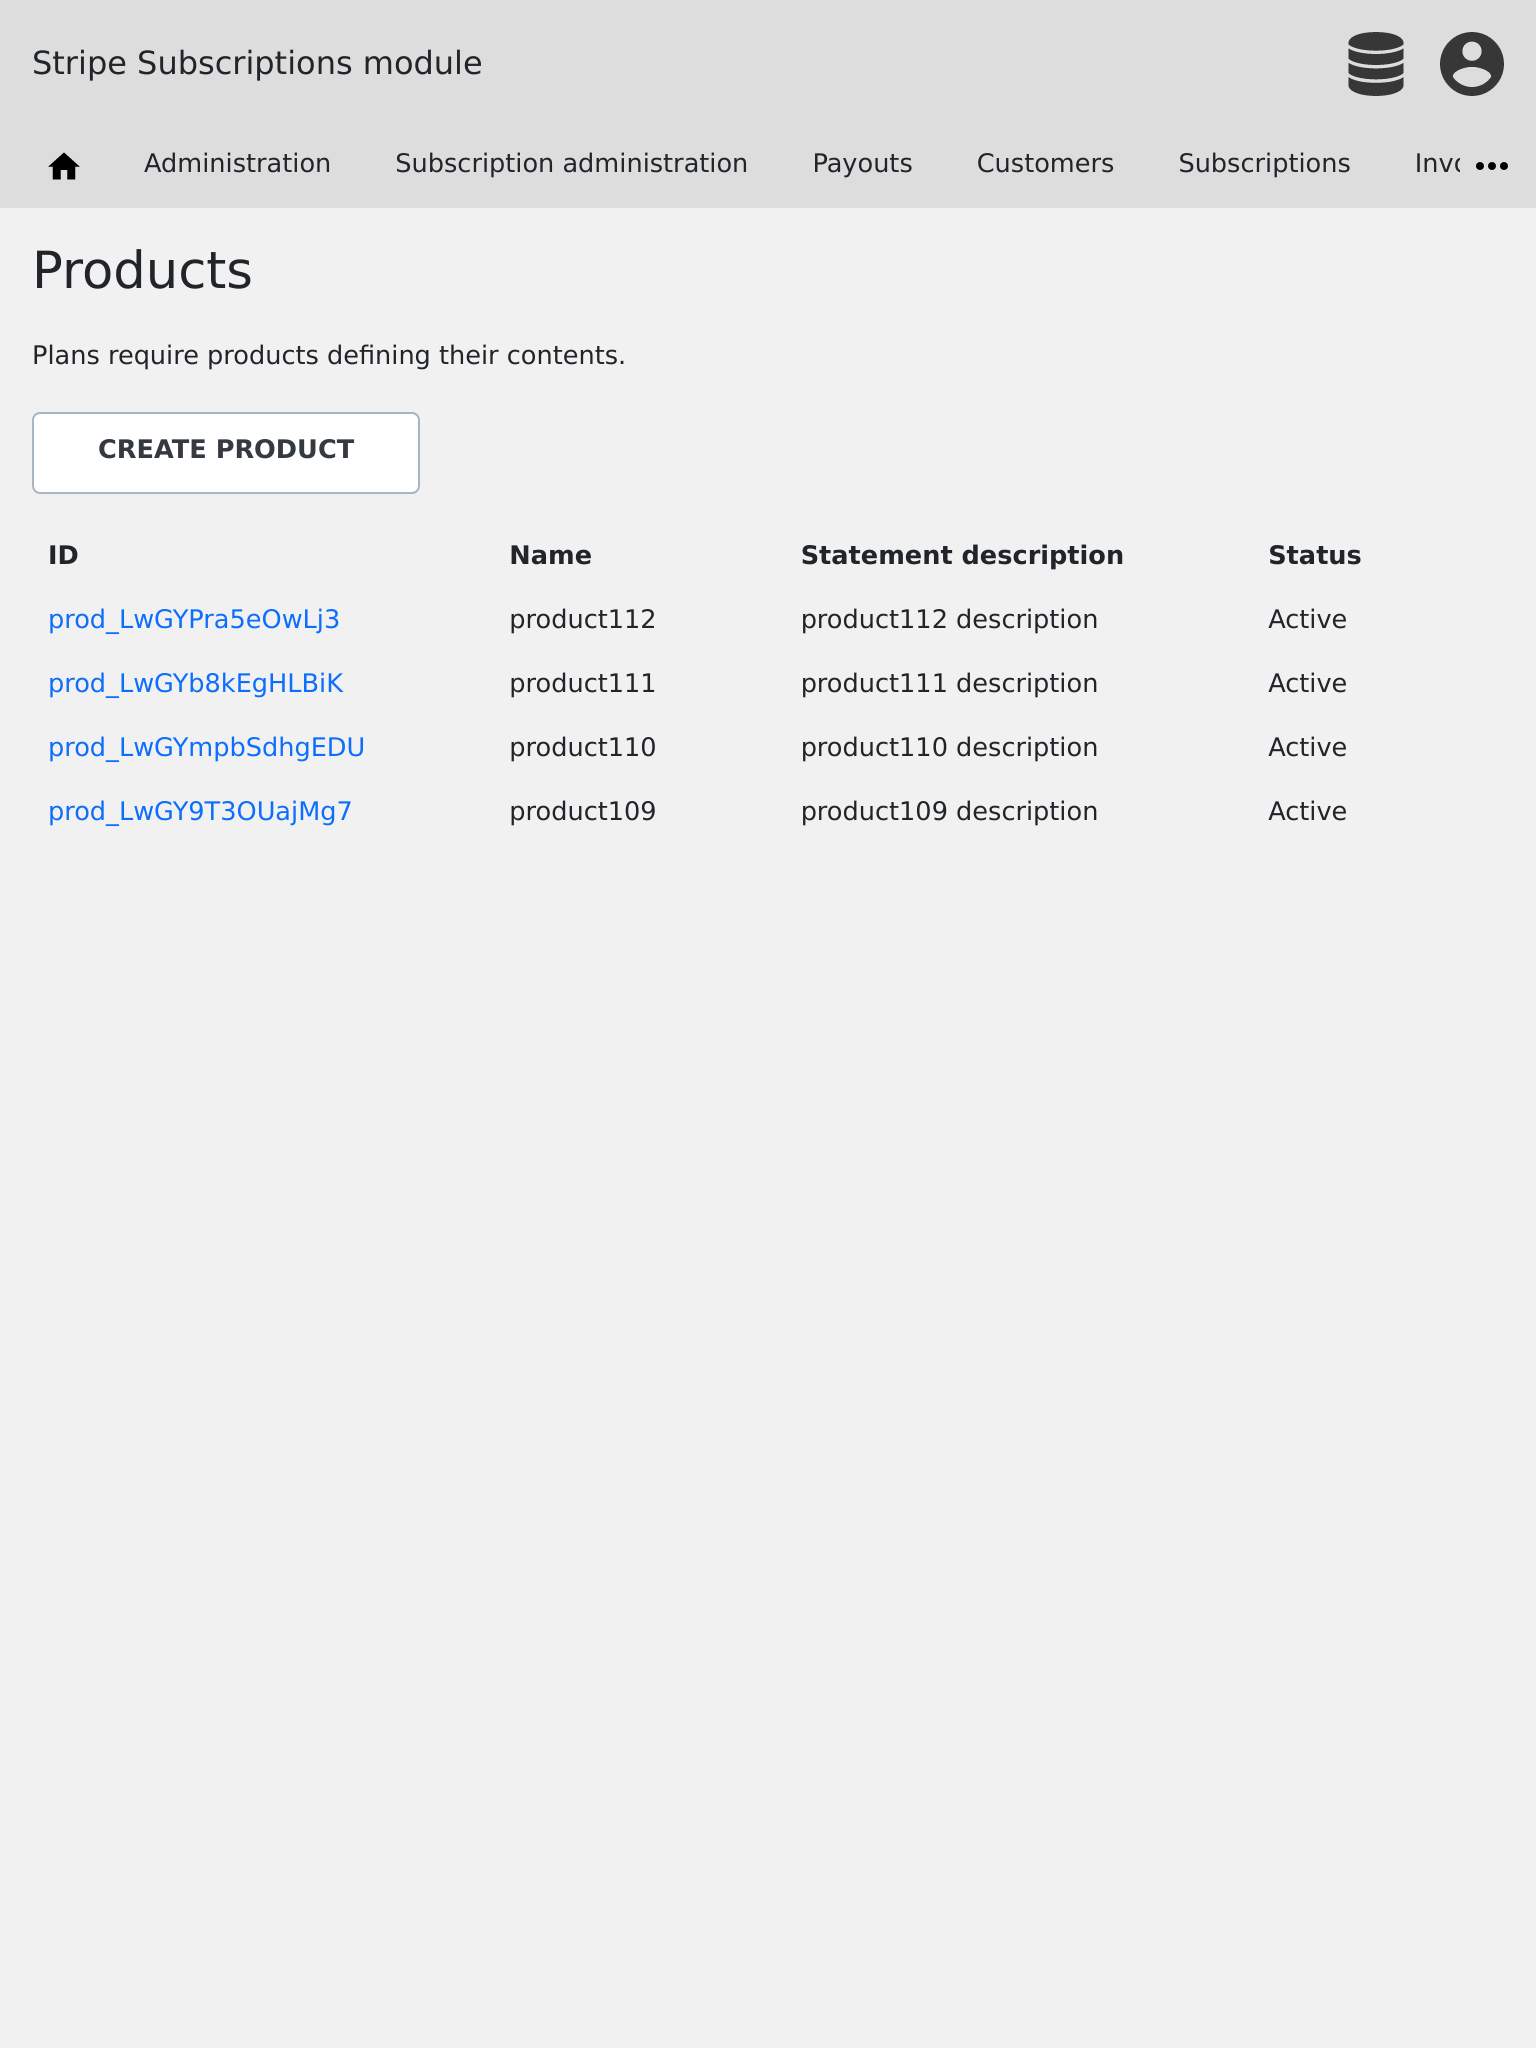 Stripe Subscriptions module
Administration Subscription administration Payouts Customers Subscriptions
Products
Plans require products defining their contents.
CREATE PRODUCT
ID Name Statement description Status
prod_LwGYPra5eOwLj3 product112 product112 description Active
prod_LwGYb8kEgHLBiK product111 product111 description Active
prod_LwGYmpbSdhgEDU product110 product110 description Active
prod_LwGY9T3OUajMg7 product109 product109 description Active